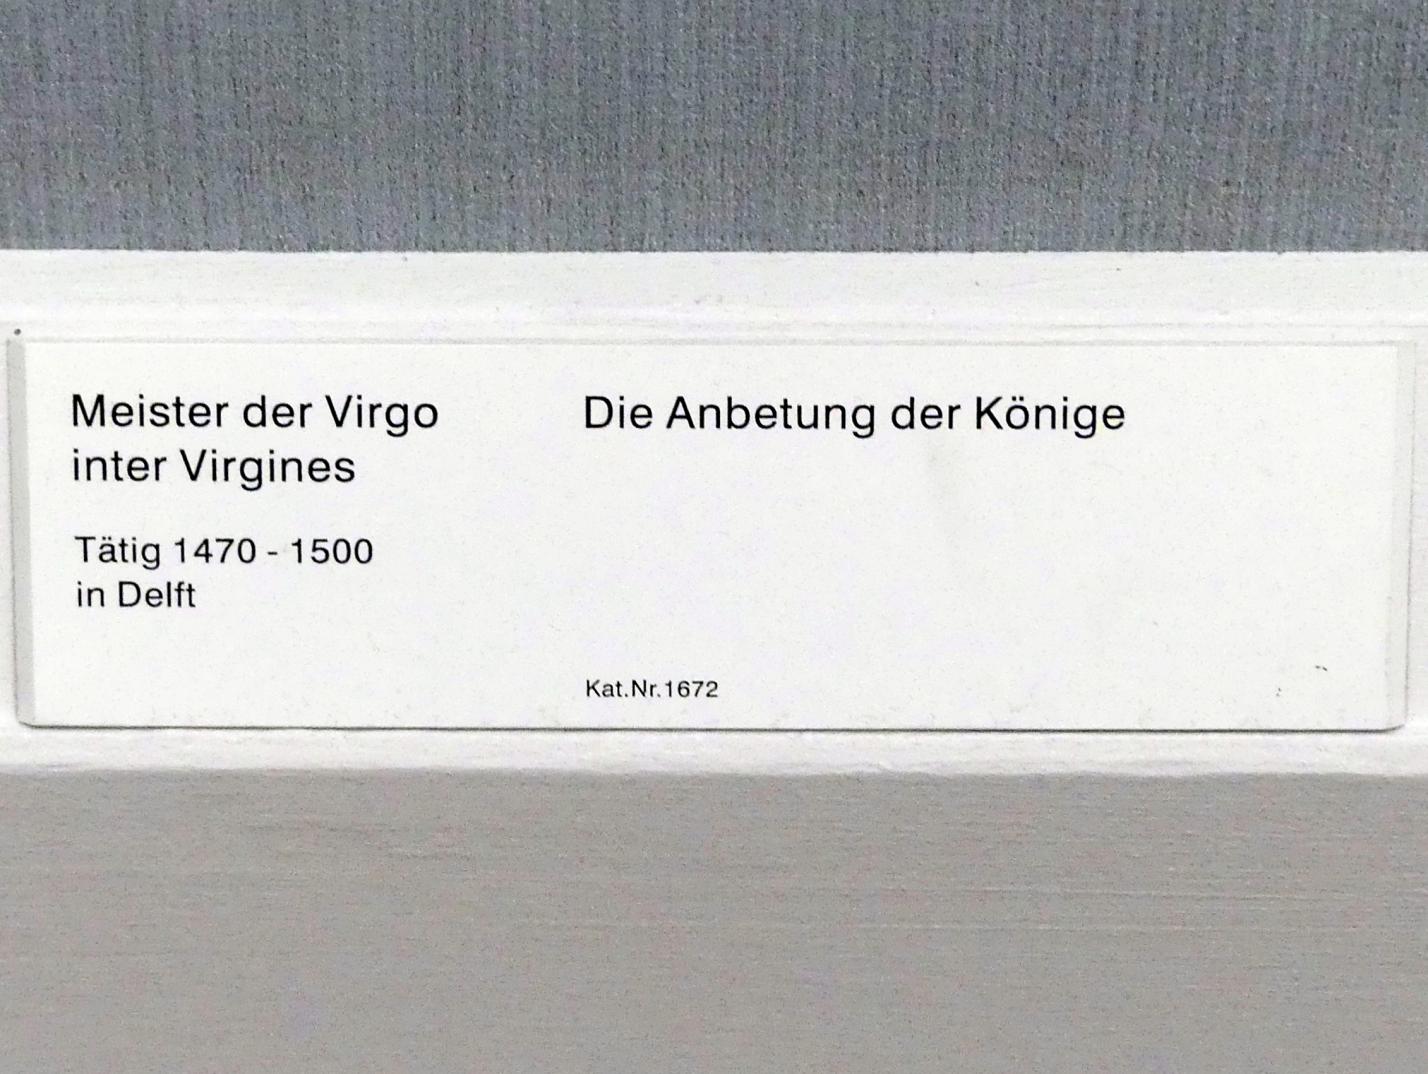 Meister der Virgo
inter Virgines
Tätig 1470 - 1500
in Delft
Die Anbetung der Könige
Kat.Nr.1672